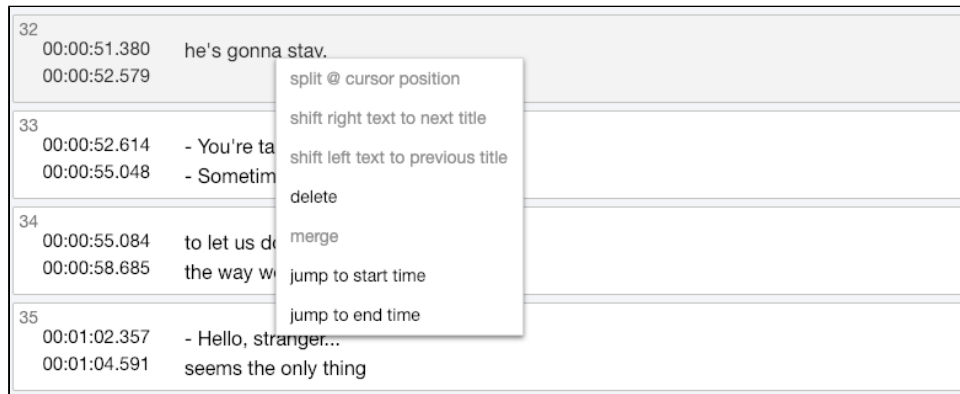 32
00:00:51.380 he's gonna stay.
00:00:52.579
split @ cursor position
shift right text to next title
shift left text to previous title
delete
merge
jump to start time
jump to end time
33
00:00:52.614 - You're
00:00:55.048 -
34
00:00:55.084 to let us
00:00:58.685 the way
35
00:01:02.357 - Hello, stranger...
00:01:04.591 seems the only thing